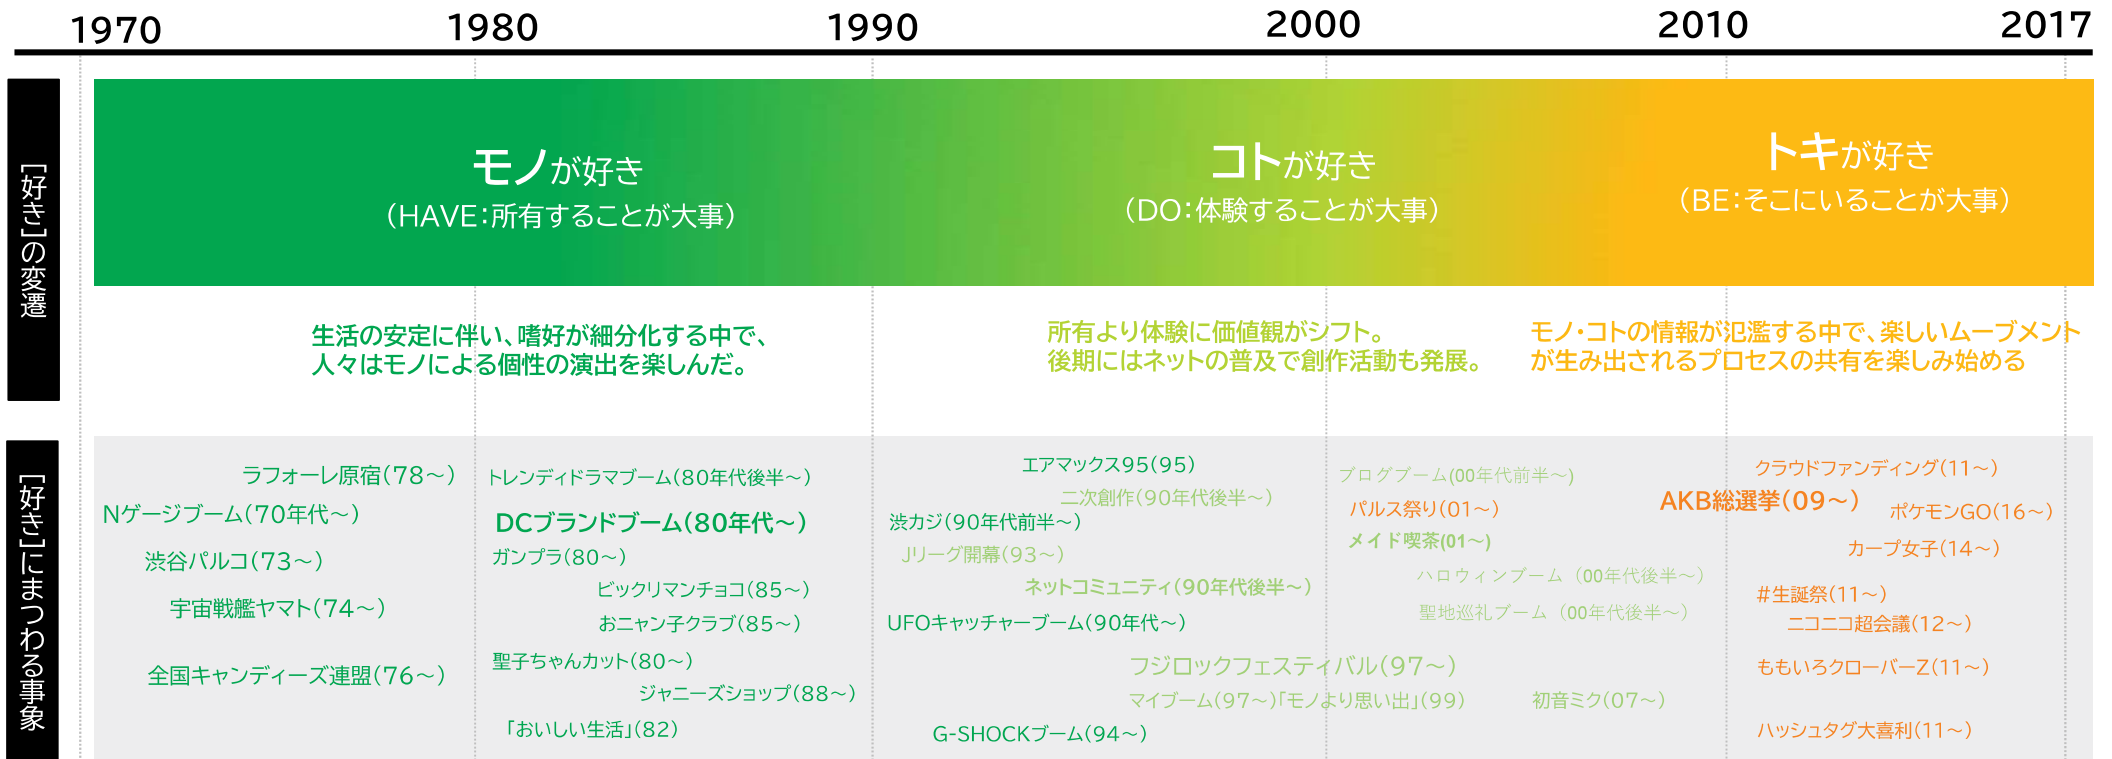 1970
1980
1990
2000
2010
2017
[好き]の変遷
モノが好き
(HAVE:所有することが大事)
コトが好き
(DO:体験することが大事)
トキが好き
(BE:そこにいることが大事)
生活の安定に伴い、嗜好が細分化する中で、
人々はモノによる個性の演出を楽しんだ。
所有より体験に価値観がシフト。
後期にはネットの普及で創作活動も発展。
モノ・コトの情報が氾濫する中で、楽しいムーブメント
が生み出されるプロセスの共有を楽しみ始める
[好き]にまつわる事象
ラフォーレ原宿(78〜)
Nゲージブーム(70年代〜)
渋谷パルコ(73〜)
宇宙戦艦ヤマト(74〜)
全国キャンディーズ連盟(76〜)
トレンディドラマブーム(80年代後半〜)
DCブランドブーム(80年代〜)
ガンプラ(80〜)
ビックリマンチョコ(85〜)
おニャン子クラブ(85〜)
聖子ちゃんカット(80〜)
ジャニーズショップ(88〜)
「おいしい生活」(82)
エアマックス95(95)
二次創作(90年代後半〜)
渋カジ(90年代前半〜)
Jリーグ開幕(93〜)
ネットコミュニティ(90年代後半〜)
UFOキャッチャーブーム(90年代〜)
フジロックフェスティバル(97〜)
マイブーム(97〜)「モノより思い出」(99)
G-SHOCKブーム(94〜)
ブログブーム(00年代前半〜)
バルス祭り(01〜)
メイド喫茶(01〜)
ハロウィンブーム(00年代後半〜)
聖地巡礼ブーム(00年代後半〜)
初音ミク(07〜)
クラウドファンディング(11〜)
AKB総選挙(09〜)
ポケモンGO(16〜)
カープ女子(14〜)
#生誕祭(11〜)
ニコニコ超会議(12〜)
ももいろクローバーZ(11〜)
ハッシュタグ大喜利(11〜)